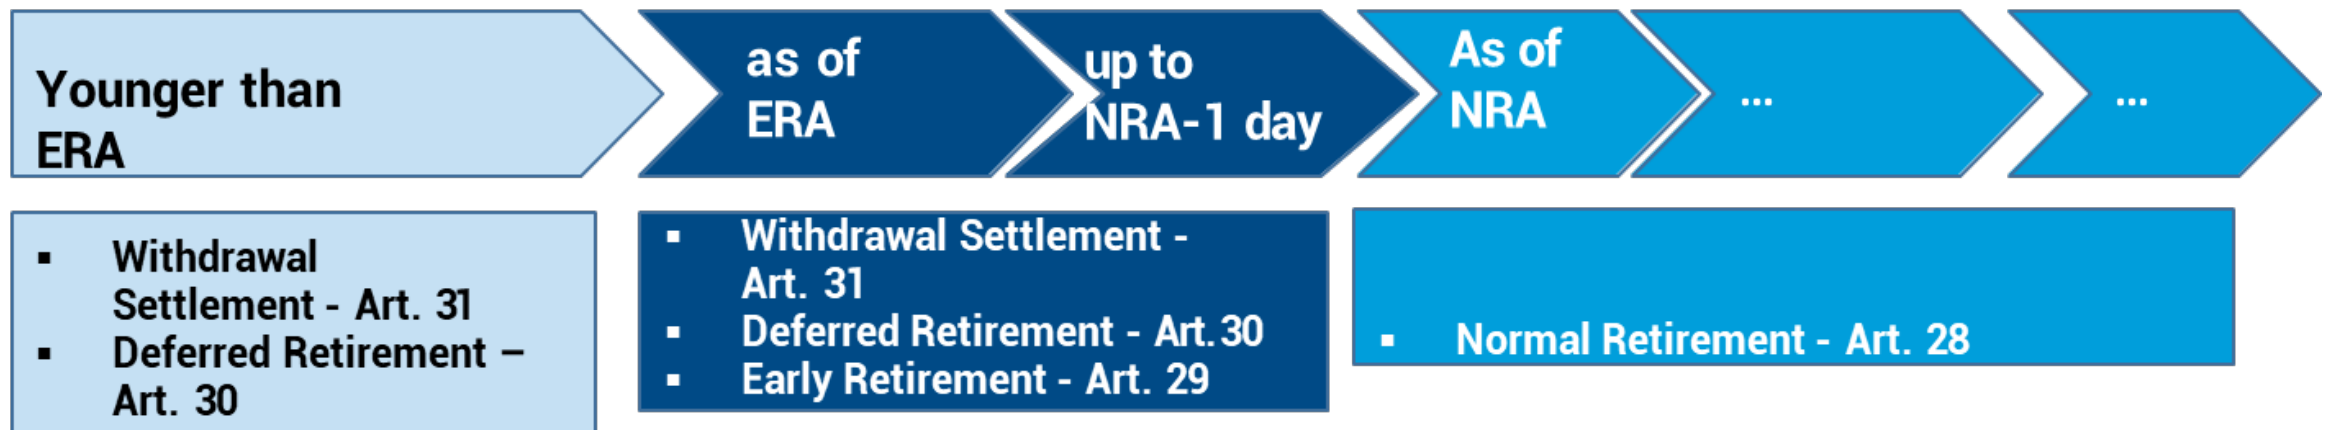 Younger than
ERA
as of
ERA
up to
NRA-1 day
As of
NRA
...
...
▪ Withdrawal
Settlement - Art. 31
▪ Deferred Retirement –
Art. 30
▪ Withdrawal Settlement -
Art. 31
▪ Deferred Retirement - Art.30
▪ Early Retirement - Art. 29
▪ Normal Retirement - Art. 28